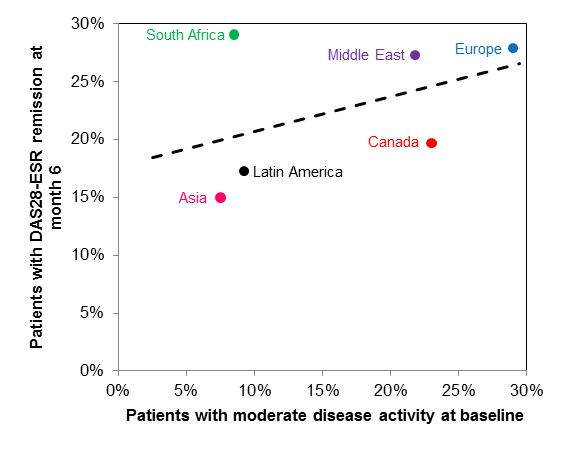 30%
25%
20%
15%
10%
5%
0%
Patients with DAS28-ESR remission at
month 6
South Africa
Middle East
Europe
Canada
Latin America
Asia
0%
5%
10%
15%
20%
25%
30%
Patients with moderate disease activity at baseline